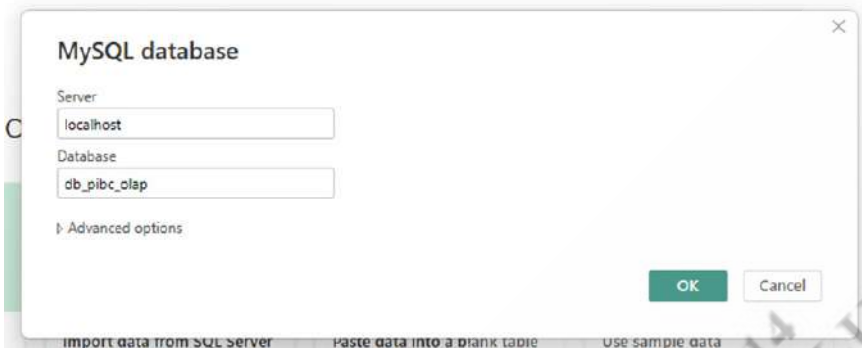 MySQL database
Server
localhost
Database
db_pibc_olap
Advanced options
OK Cancel
Import data from SQL Server Paste data into a blank table Use sample data